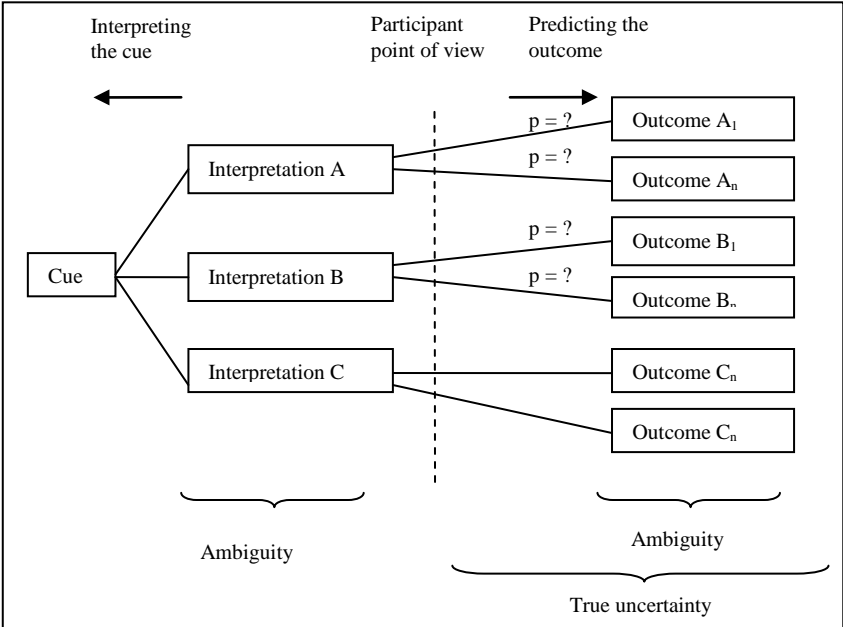 Interpreting
the cue
Participant
point of view
Predicting the
outcome
p = ?
Outcome A₁
Interpretation A
p = ?
Outcome Aₙ
p = ?
Outcome B₁
Cue
Interpretation B
p = ?
Outcome Bₙ
Interpretation C
Outcome Cₙ
Outcome Cₙ
Ambiguity
Ambiguity
True uncertainty